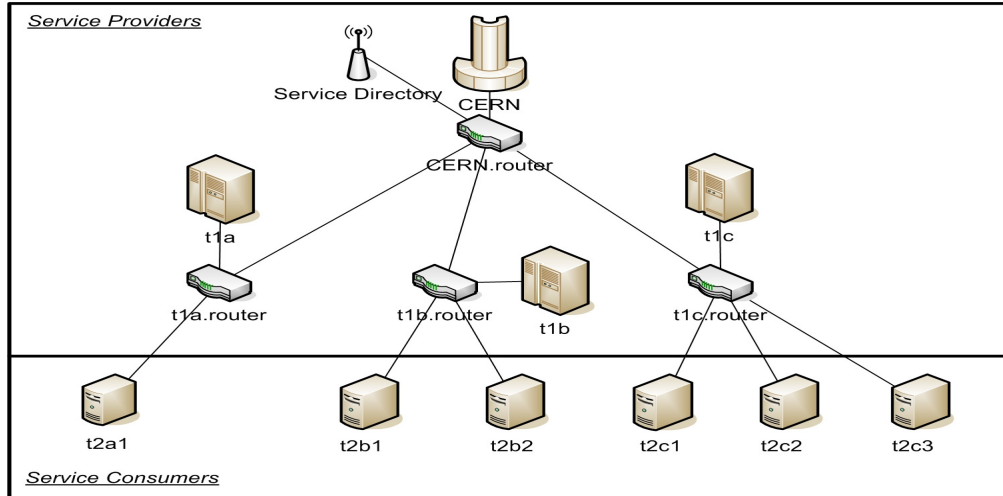 Service Providers
Service Directory
CERN
CERN.router
t1a
t1c
t1a.router
t1b.router
t1b
t1c.router
t2a1
t2b1
t2b2
t2c1
t2c2
t2c3
Service Consumers